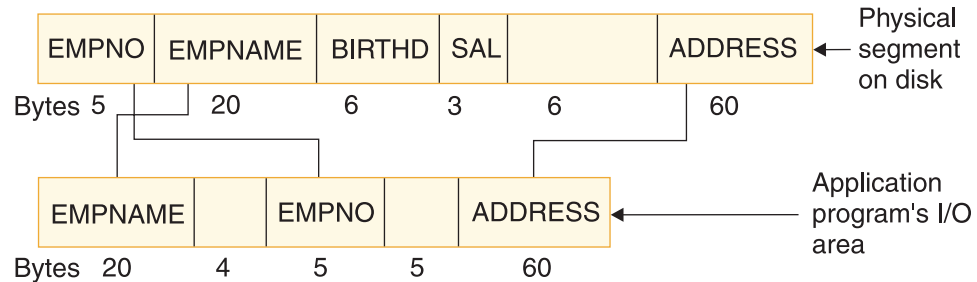 EMPNO EMPNAME BIRTHD SAL ADDRESS
Physical
segment
on disk
Bytes 5 20 6 3 6 60
EMPNAME EMPNO ADDRESS
Application
program's I/O
area
Bytes 20 4 5 5 60